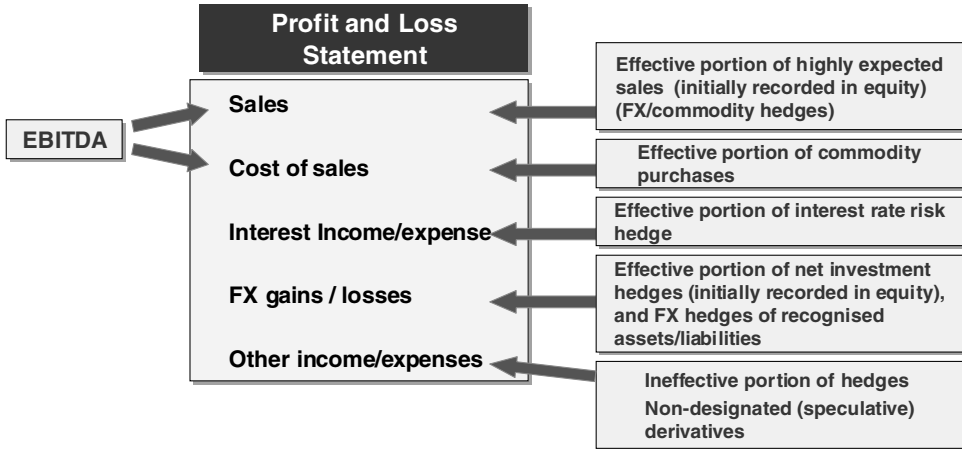 Profit and Loss
Statement
EBITDA
Sales
Cost of sales
Interest Income/expense
FX gains / losses
Other income/expenses
Effective portion of highly expected
sales (initially recorded in equity)
(FX/commodity hedges)
Effective portion of commodity
purchases
Effective portion of interest rate risk
hedge
Effective portion of net investment
hedges (initially recorded in equity),
and FX hedges of recognised
assets/liabilities
Ineffective portion of hedges
Non-designated (speculative)
derivatives